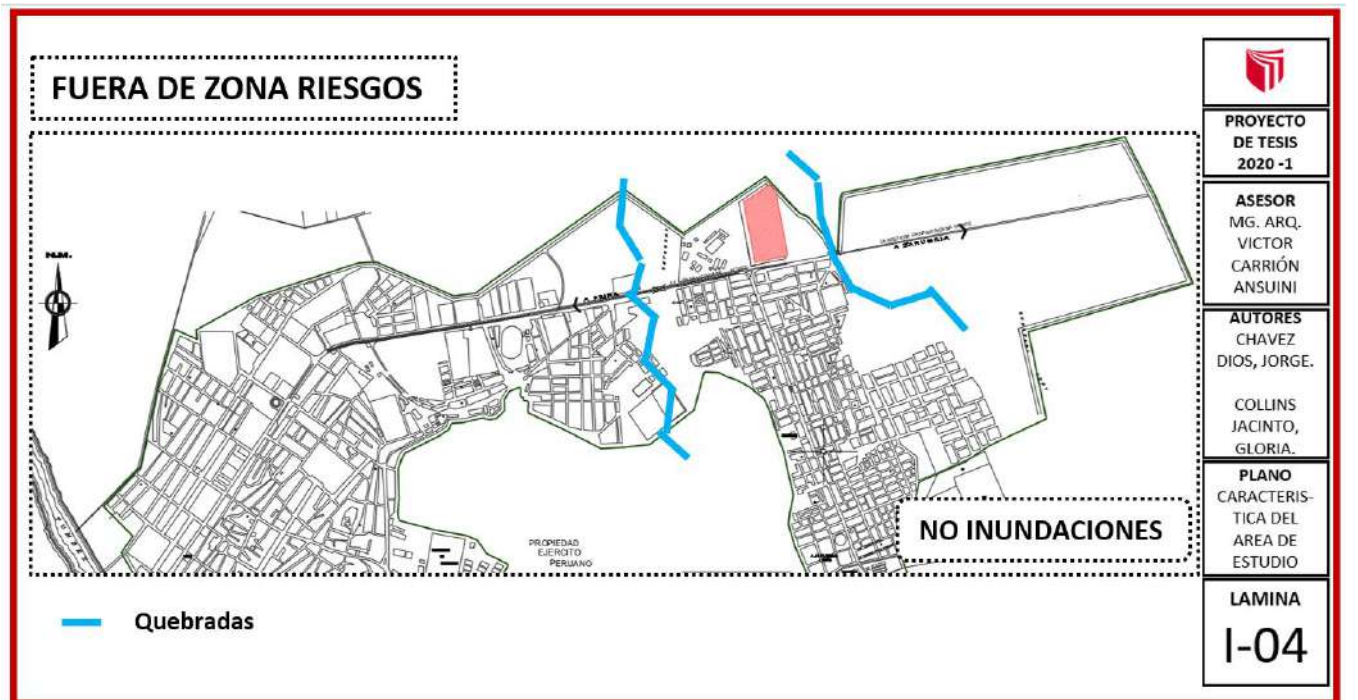 FUERA DE ZONA RIESGOS
N.M.
A ZARUMILLA
PROPIEDAD
EJERCITO
PERUANO
NO INUNDACIONES
Quebradas
PROYECTO
DE TESIS
2020 -1
ASESOR
MG. ARQ.
VICTOR
CARRIÓN
ANSUINI
AUTORES
CHAVEZ
DIOS, JORGE.
COLLINS
JACINTO,
GLORIA.
PLANO
CARACTERIS-
TICA DEL
AREA DE
ESTUDIO
LAMINA
I-04